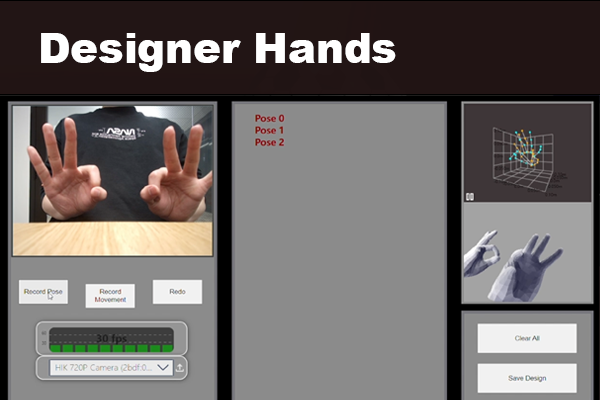 Designer Hands
Pose 0
Pose 1
Pose 2
Record Pose
Record
Movement
Redo
30 fps
HIK 720P Camera (2bdf:0...
Clear All
Save Design